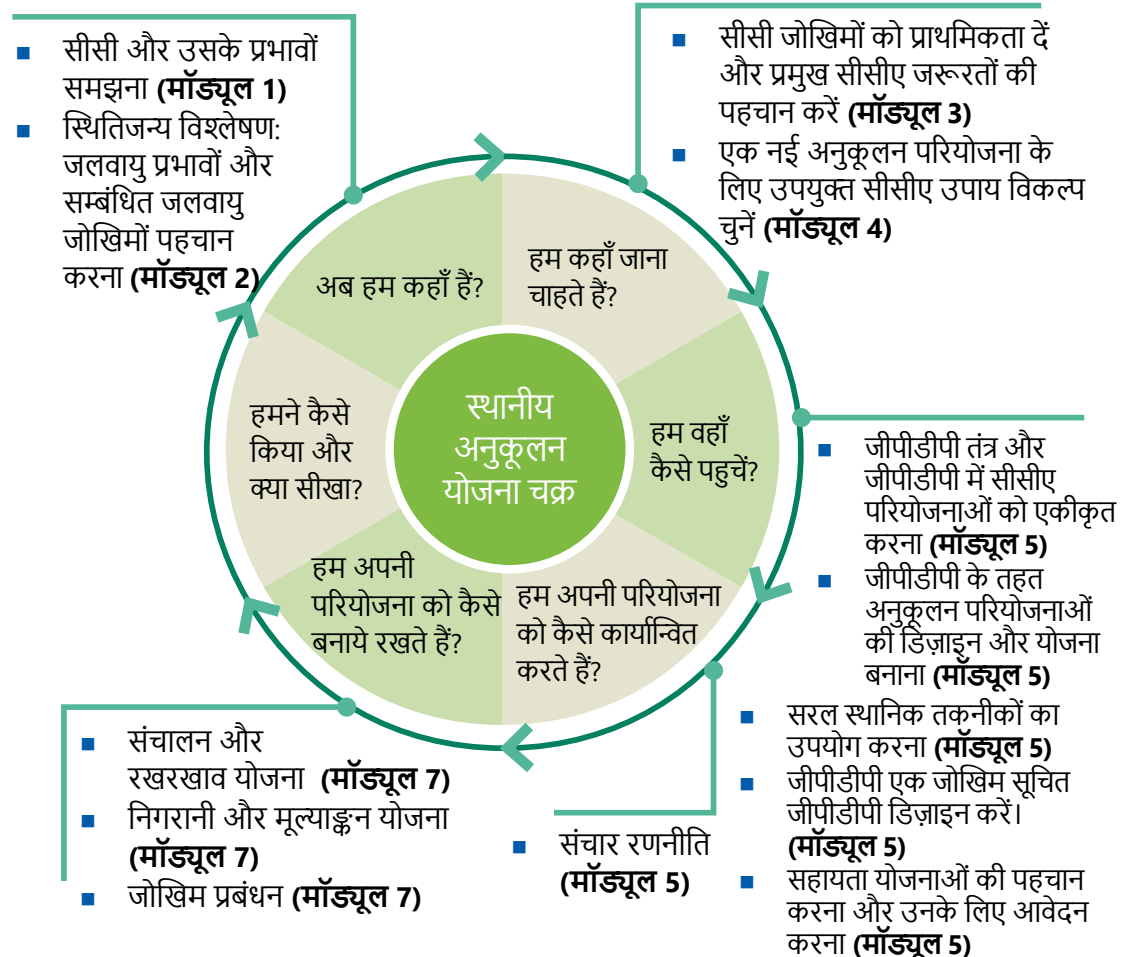 सीसी और उसके प्रभावों
समझना (मॉड्यूल 1)
स्थितिजन्य विश्लेषण:
जलवायु प्रभावों और
सम्बंधित जलवायु
जोखिमों पहचान
करना (मॉड्यूल 2)
सीसी जोखिमों को प्राथमिकता दें
और प्रमुख सीसीए जरूरतों की
पहचान करें (मॉड्यूल 3)
एक नई अनुकूलन परियोजना के
लिए उपयुक्त सीसीए उपाय विकल्प
चुनें (मॉड्यूल 4)
अब हम कहाँ हैं?
हम कहाँ जाना
चाहते हैं?
हम वहाँ
कैसे पहुचें?
हम अपनी परियोजना
को कैसे कार्यान्वित
करते हैं?
हम अपनी
परियोजना को कैसे
बनाये रखते हैं?
हमने कैसे
किया और
क्या सीखा?
स्थानीय
अनुकूलन
योजना चक्र
जीपीडीपी तंत्र और
जीपीडीपी में सीसीए
परियोजनाओं को एकीकृत
करना (मॉड्यूल 5)
जीपीडीपी के तहत
अनुकूलन परियोजनाओं
की डिज़ाइन और योजना
बनाना (मॉड्यूल 5)
सरल स्थानिक तकनीकों का
उपयोग करना (मॉड्यूल 5)
जीपीडीपी एक जोखिम सूचित
जीपीडीपी डिज़ाइन करें।
(मॉड्यूल 5)
सहायता योजनाओं की पहचान
करना और उनके लिए आवेदन
करना (मॉड्यूल 5)
संचार रणनीति
(मॉड्यूल 5)
संचालन और
रखरखाव योजना (मॉड्यूल 7)
निगरानी और मूल्याङ्कन योजना
(मॉड्यूल 7)
जोखिम प्रबंधन (मॉड्यूल 7)